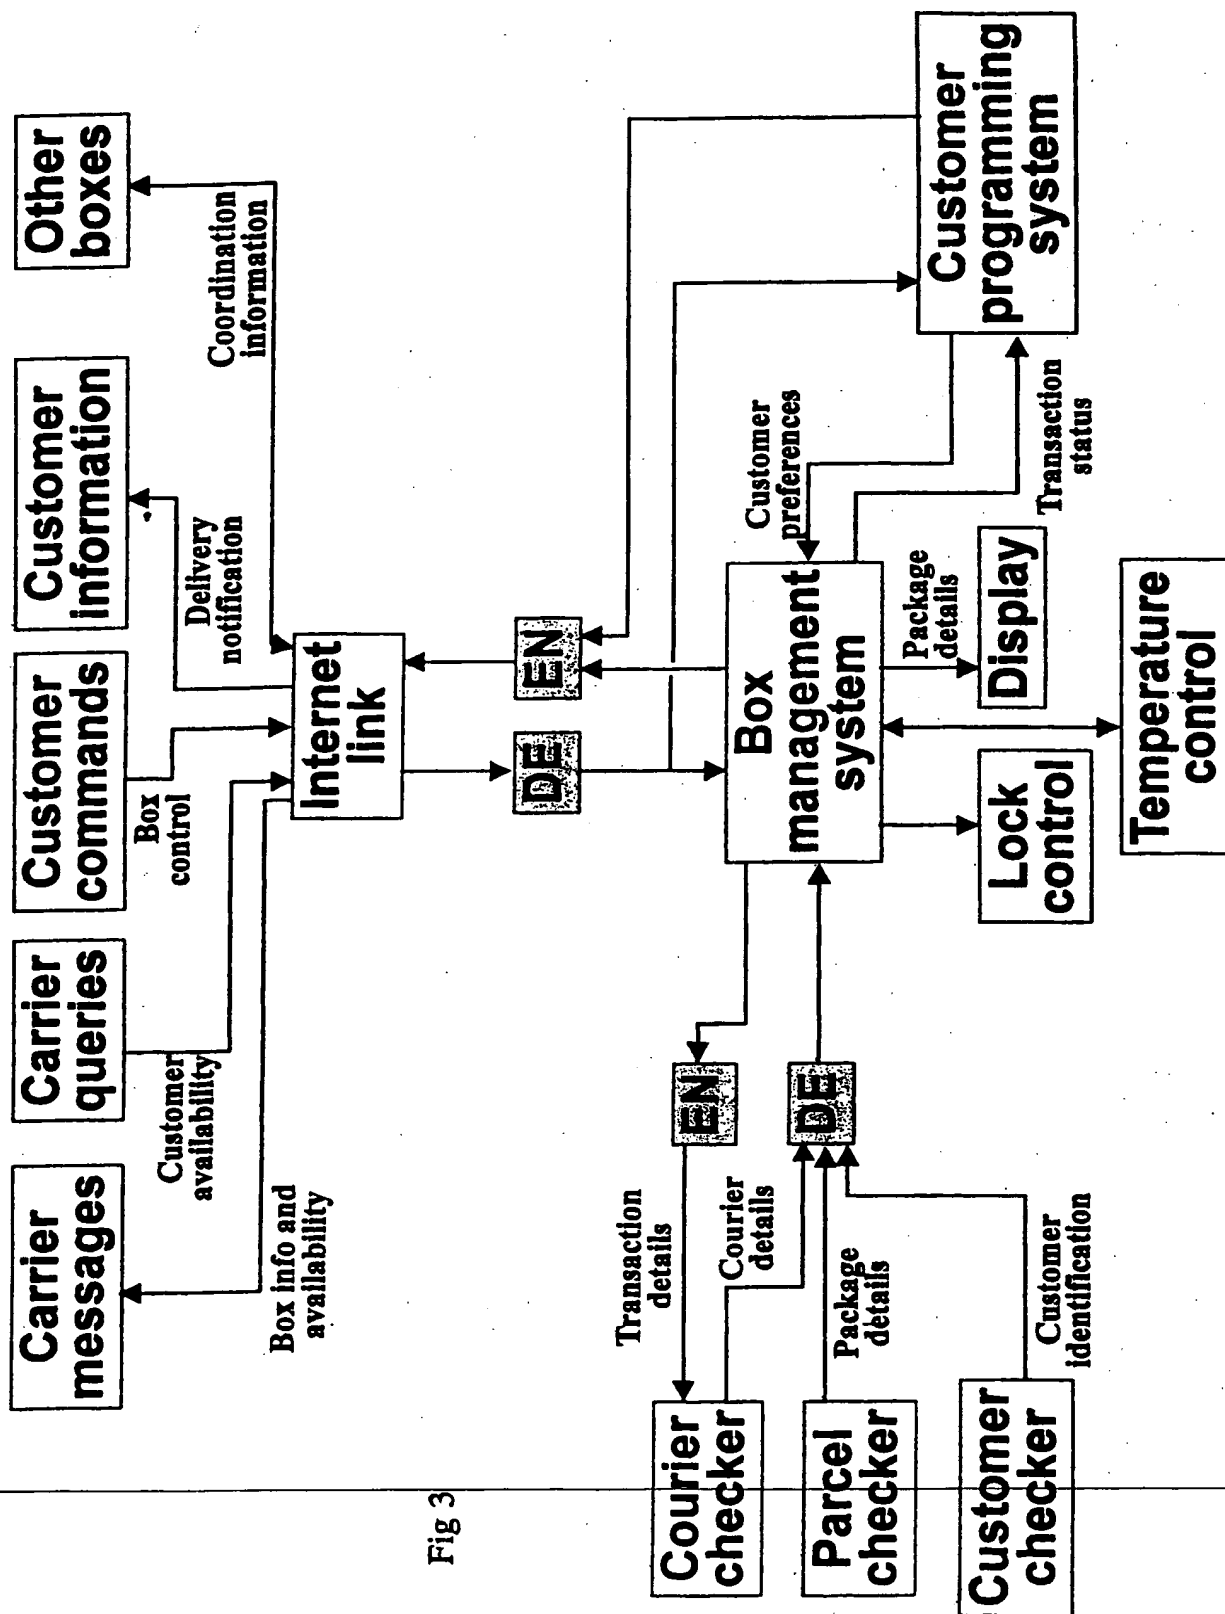 Carrier
messages
Carrier
queries
Customer
commands
Customer
information
Other
boxes
Box info and
availability
Customer
availability
Box
control
Delivery
notification
Coordination
information
Internet
link
DE
EN
Fig 3
Courier
checker
Parcel
checker
Customer
checker
Transaction
details
Courier
details
Package
details
Customer
identification
EN
DE
Box
management
system
Customer
preferences
Transaction
status
Package
details
Customer
programming
system
Lock
control
Display
Temperature
control